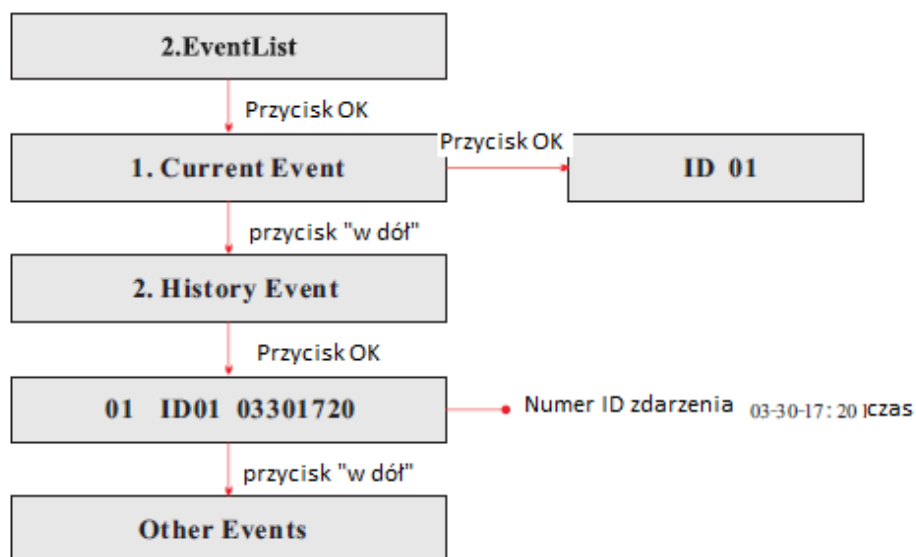 2.EventList
Przycisk OK
1. Current Event
Przycisk OK
ID 01
przycisk "w dół"
2. History Event
Przycisk OK
01 ID01 03301720
Numer ID zdarzenia 03-30-17:20 czas
przycisk "w dół"
Other Events